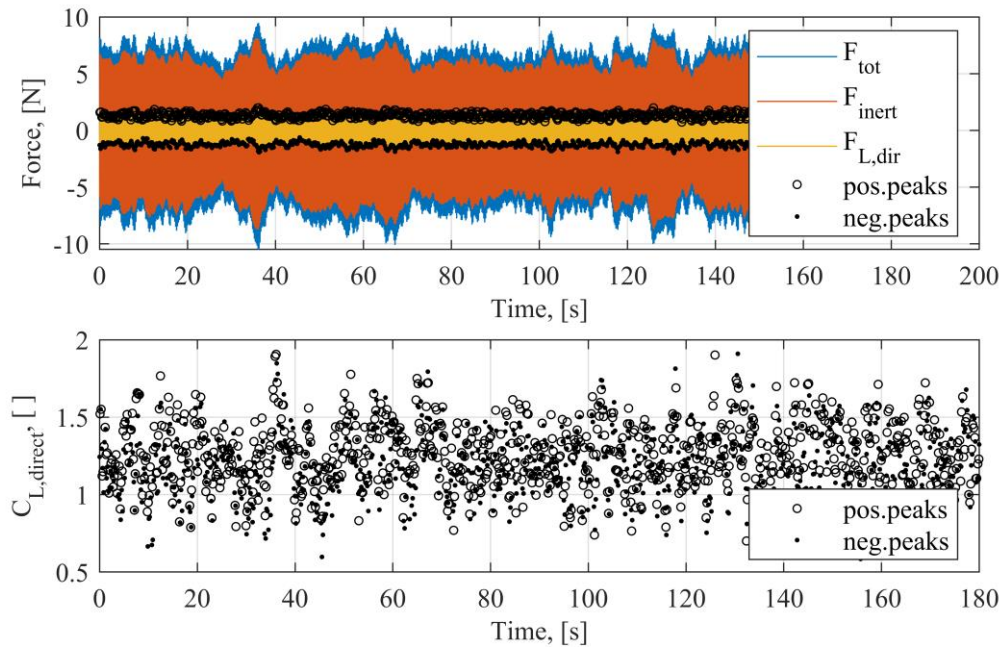 10
5
0
-5
-10
Force, [N]
F_tot
F_inert
F_L,dir
pos.peaks
neg.peaks
0 20 40 60 80 100 120 140 160 180 200
Time, [s]
2
1.5
1
0.5
C_L,direct, [ ]
pos.peaks
neg.peaks
0 20 40 60 80 100 120 140 160 180
Time, [s]